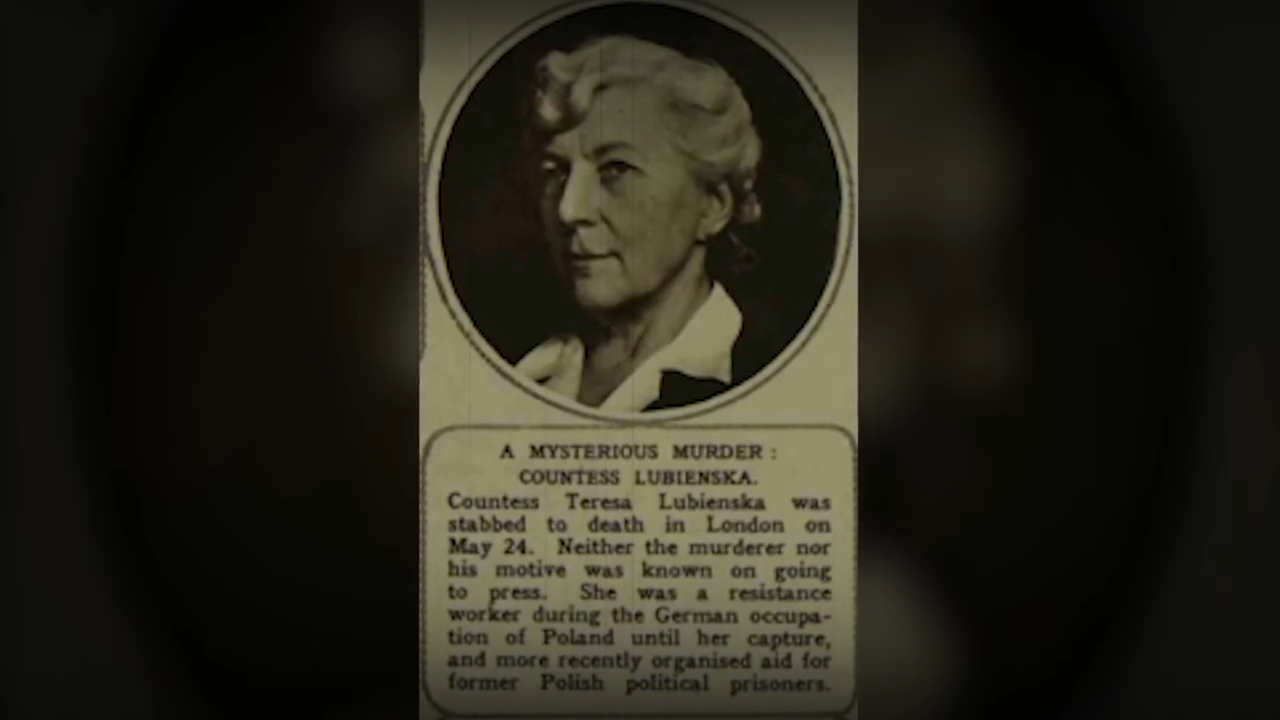 A MYSTERIOUS MURDER :
COUNTESS LUBIENSKA.
Countess Teresa Lubienska was
stabbed to death in London on
May 24. Neither the murderer nor
his motive was known on going
to press. She was a resistance
worker during the German occupa-
tion of Poland until her capture,
and more recently organised aid for
former Polish political prisoners.